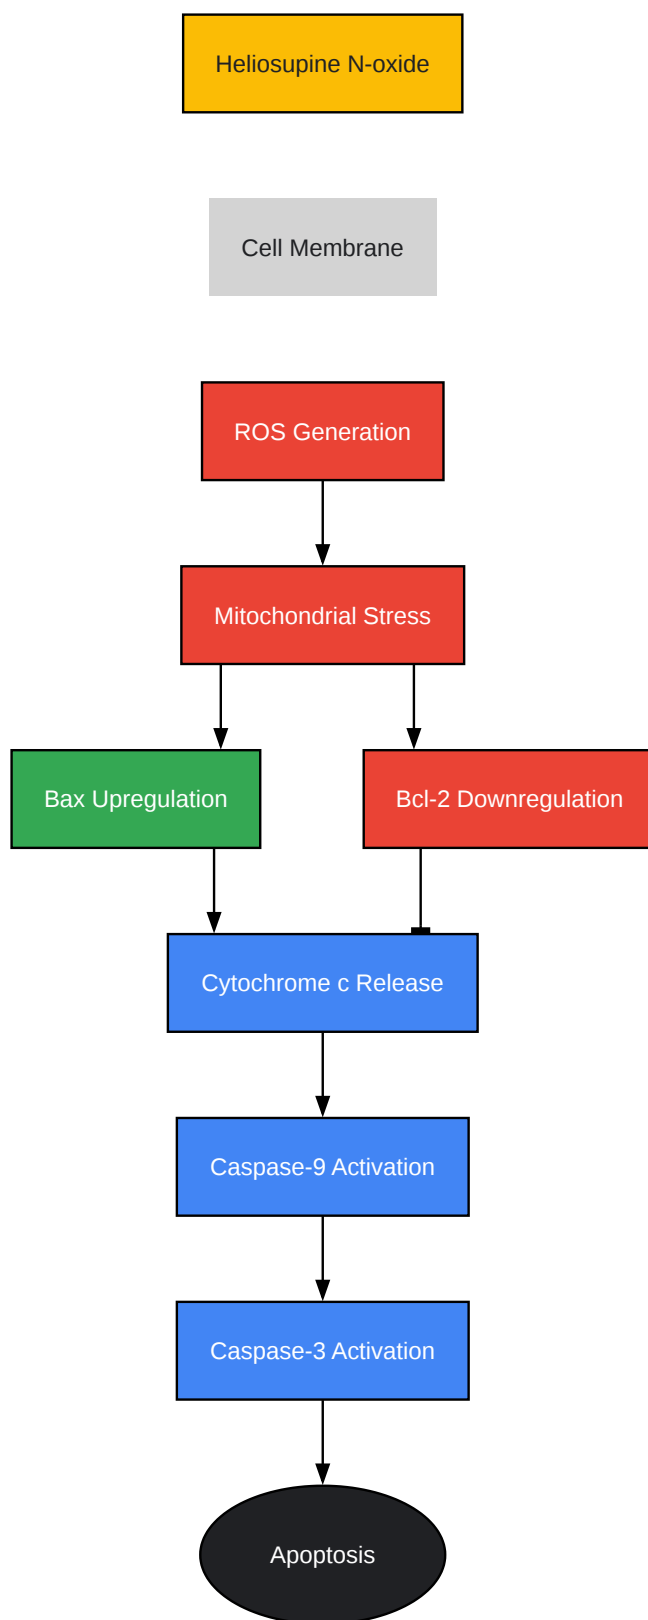 Heliosupine N-oxide
Cell Membrane
ROS Generation
Mitochondrial Stress
Bax Upregulation
Bcl-2 Downregulation
Cytochrome c Release
Caspase-9 Activation
Caspase-3 Activation
Apoptosis